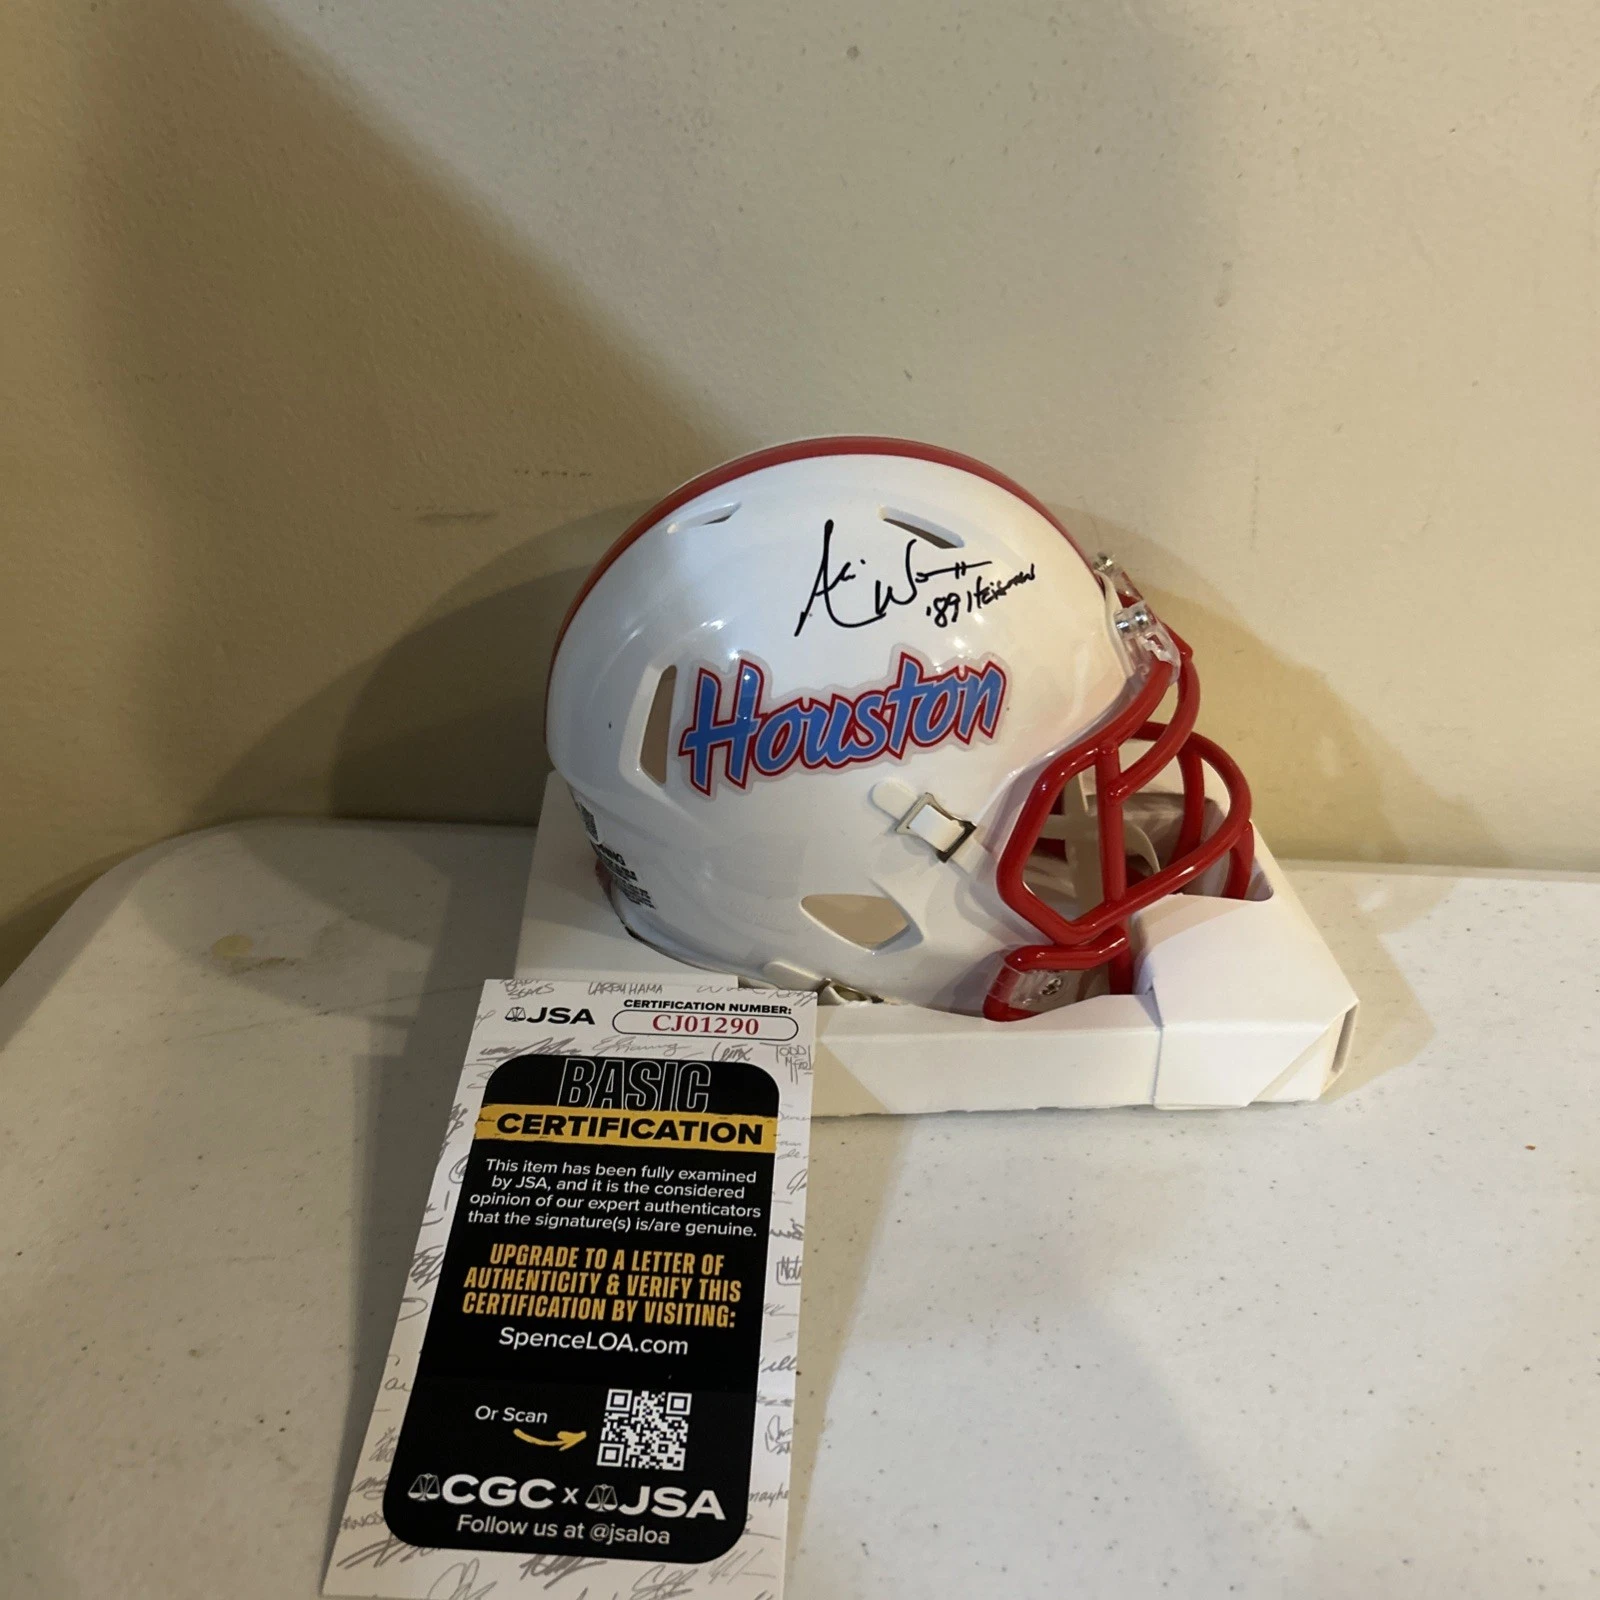 '89 Heisman
Houston
JSA
CERTIFICATION NUMBER:
CJ01290
LARRY HAMA
BASIC
CERTIFICATION
This item has been fully examined
by JSA, and it is the considered
opinion of our expert authenticators
that the signature(s) is/are genuine.
UPGRADE TO A LETTER OF
AUTHENTICITY & VERIFY THIS
CERTIFICATION BY VISITING:
SpenceLOA.com
Or Scan
CGC x JSA
Follow us at @jsaloa